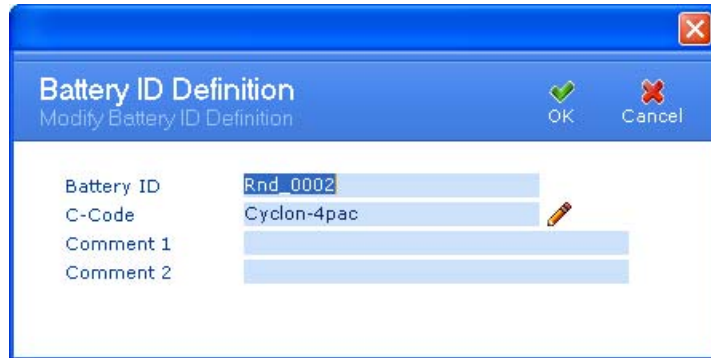 Battery ID Definition
Modify Battery ID Definition
OK
Cancel
Battery ID Rnd_0002
C-Code Cyclon-4pac
Comment 1
Comment 2